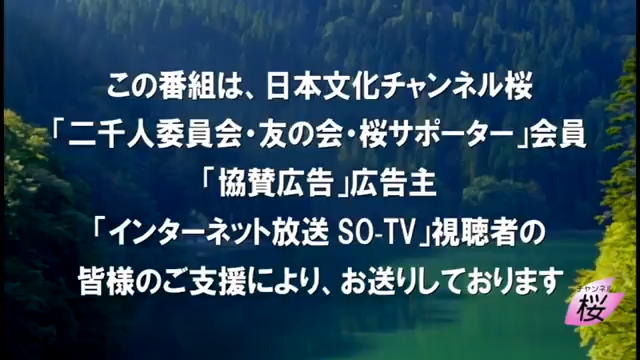 この番組は、日本文化チャンネル桜
「二千人委員会・友の会・桜サポーター」会員
「協賛広告」広告主
「インターネット放送 SO-TV」視聴者の
皆様のご支援により、お送りしております
チャンネル
桜